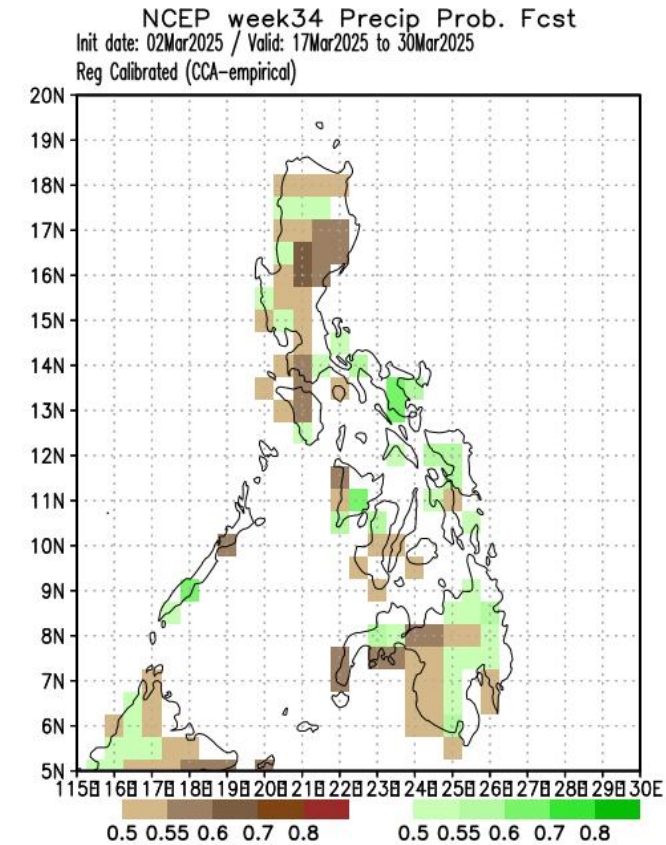 NCEP week34 Precip Prob. Fcst
Init date: 02Mar2025 / Valid: 17Mar2025 to 30Mar2025
Reg Calibrated (CCA-empirical)
20N
19N
18N
17N
16N
15N
14N
13N
12N
11N
10N
9N
8N
7N
6N
5N
115E 116E 117E 118E 119E 120E 121E 122E 123E 124E 125E 126E 127E 128E 129E 130E
0.5 0.55 0.6 0.7 0.8 0.5 0.55 0.6 0.7 0.8